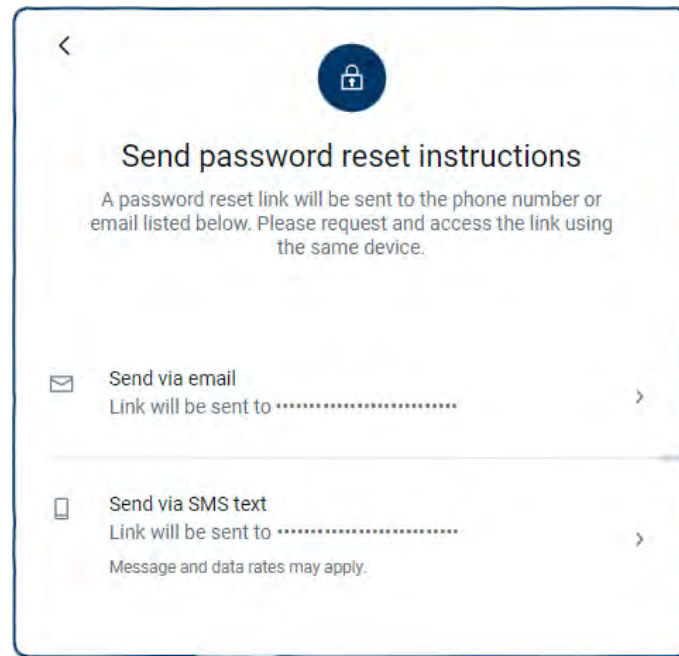 Send password reset instructions
A password reset link will be sent to the phone number or
email listed below. Please request and access the link using
the same device.
Send via email
Link will be sent to ••••••••••••••••••••••••••••
Send via SMS text
Link will be sent to ••••••••••••••••••••••••••••
Message and data rates may apply.